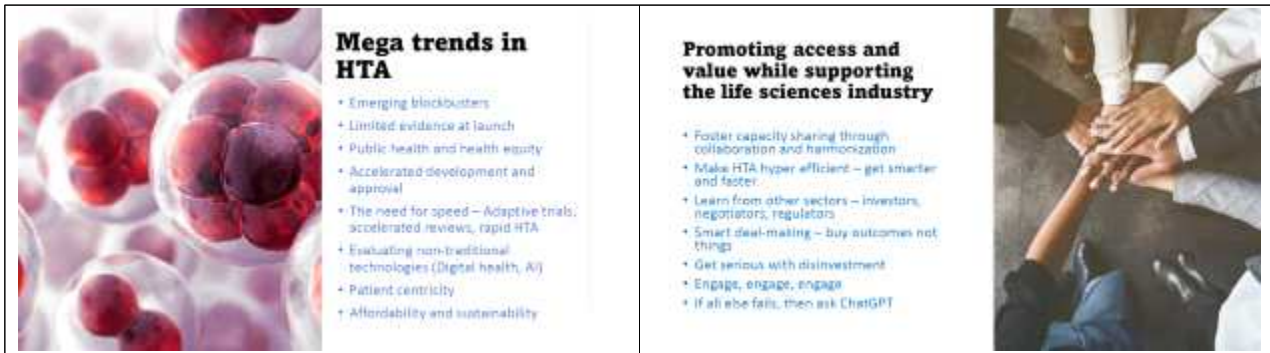 Mega trends in
HTA
• Emerging blockbusters
• Limited evidence at launch
• Public health and health equity
• Accelerated development and
approval
• The need for speed – Adaptive trials,
accelerated reviews, rapid HTA
• Evaluating non-traditional
technologies (Digital health, AI)
• Patient centricity
• Affordability and sustainability
Promoting access and
value while supporting
the life sciences industry
• Foster capacity sharing through
collaboration and harmonization
• Make HTA hyper efficient – get smarter
and faster
• Learn from other sectors – investors,
negotiators, regulators
• Smart deal-making – buy outcomes not
things
• Get serious with disinvestment
• Engage, engage, engage
• If all else fails, then ask ChatGPT